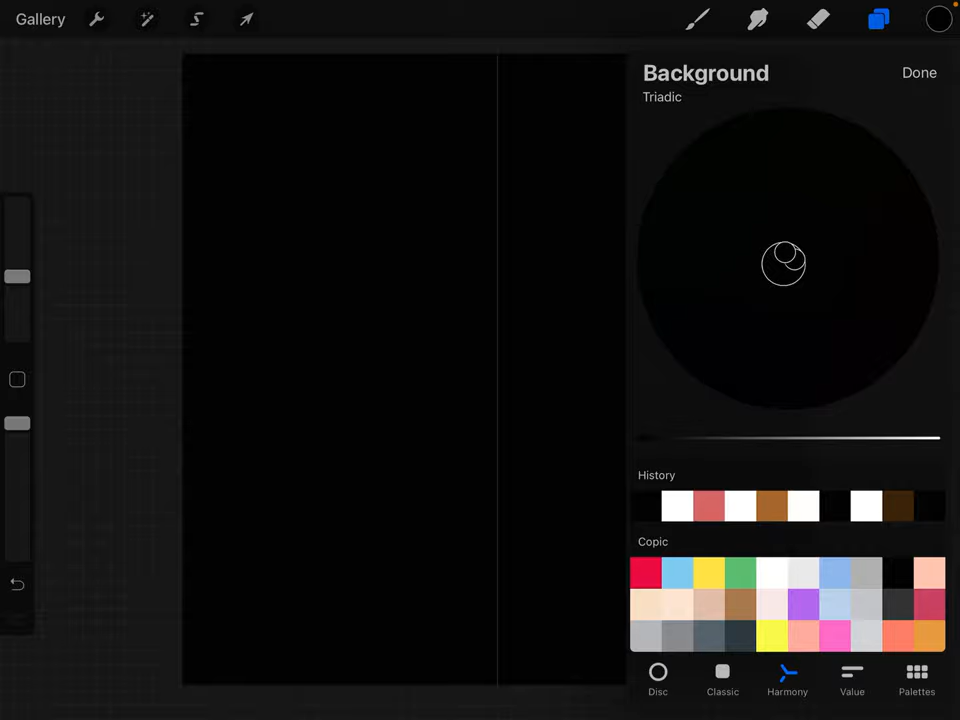 Gallery
Background
Done
Triadic
History
Copic
Disc
Classic
Harmony
Value
Palettes